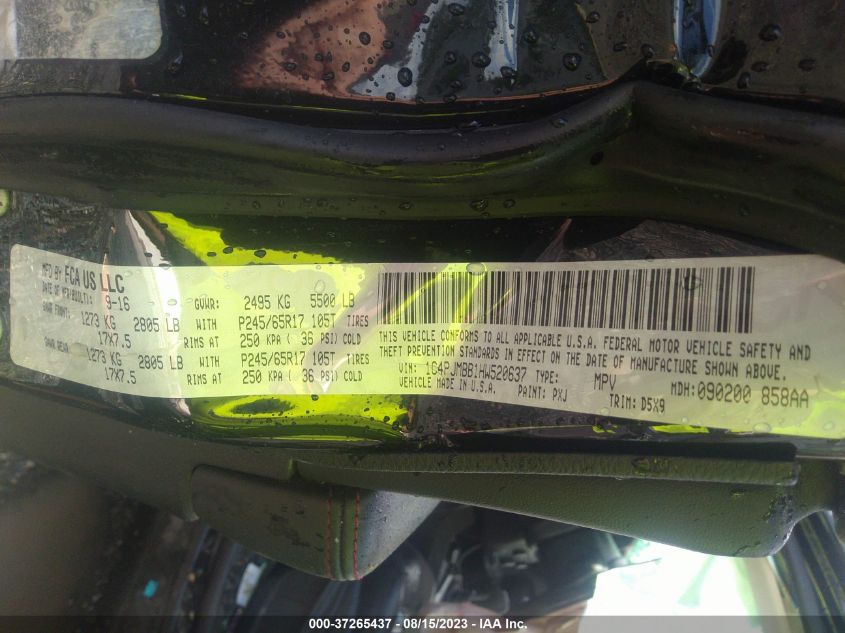 MFD BY FCA US LLC
DATE OF MFR(BUILT): 9-16
GVWR: 2495 KG 5500 LB
GAWR FRONT:
1273 KG 2805 LB WITH P245/65R17 105T TIRES
17X7.5 RIMS AT 250 KPA ( 36 PSI) COLD
GAWR REAR:
1273 KG 2805 LB WITH P245/65R17 105T TIRES
17X7.5 RIMS AT 250 KPA ( 36 PSI) COLD
THIS VEHICLE CONFORMS TO ALL APPLICABLE U.S.A. FEDERAL MOTOR VEHICLE SAFETY AND
THEFT PREVENTION STANDARDS IN EFFECT ON THE DATE OF MANUFACTURE SHOWN ABOVE.
VIN: 1C4PJMBB1HW520637 TYPE: MPV MDH:090200 858AA
VEHICLE MADE IN U.S.A. PAINT: PXJ TRIM: D5X9
000-37265437 - 08/15/2023 - IAA Inc.